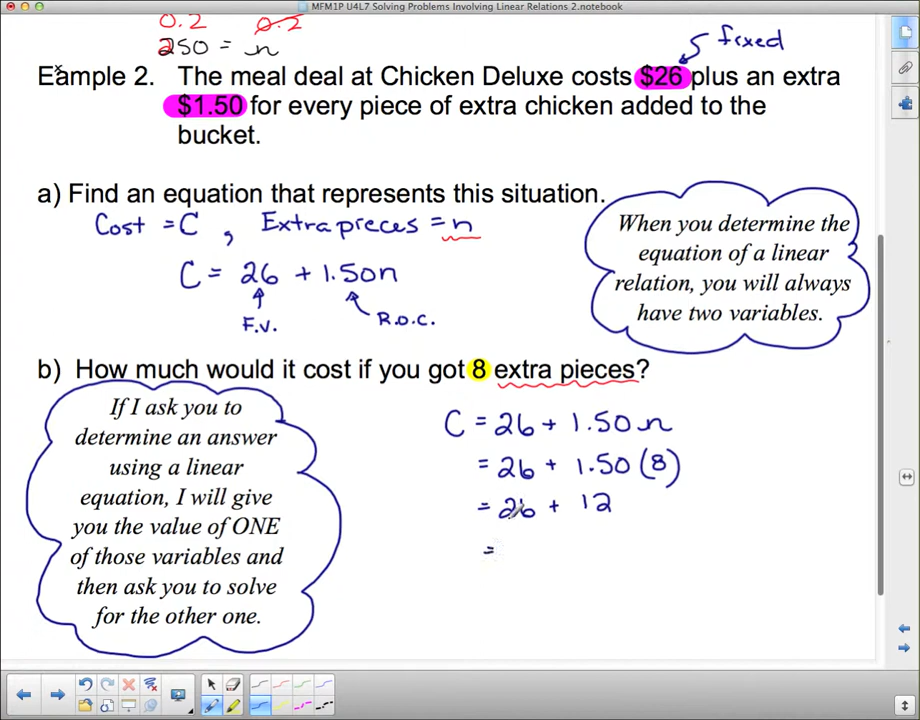 MFM1P U4L7 Solving Problems Involving Linear Relations 2.notebook
0.2 0.2
250 = n
fixed
Eample 2. The meal deal at Chicken Deluxe costs $26 plus an extra
x
$1.50 for every piece of extra chicken added to the
bucket.
a) Find an equation that represents this situation.
Cost = C , Extra pieces = n
C = 26 + 1.50n
F.V. R.O.C.
When you determine the
equation of a linear
relation, you will always
have two variables.
b) How much would it cost if you got 8 extra pieces?
If I ask you to
determine an answer
using a linear
equation, I will give
you the value of ONE
of those variables and
then ask you to solve
for the other one.
C = 26 + 1.50n
= 26 + 1.50(8)
= 26 + 12
=